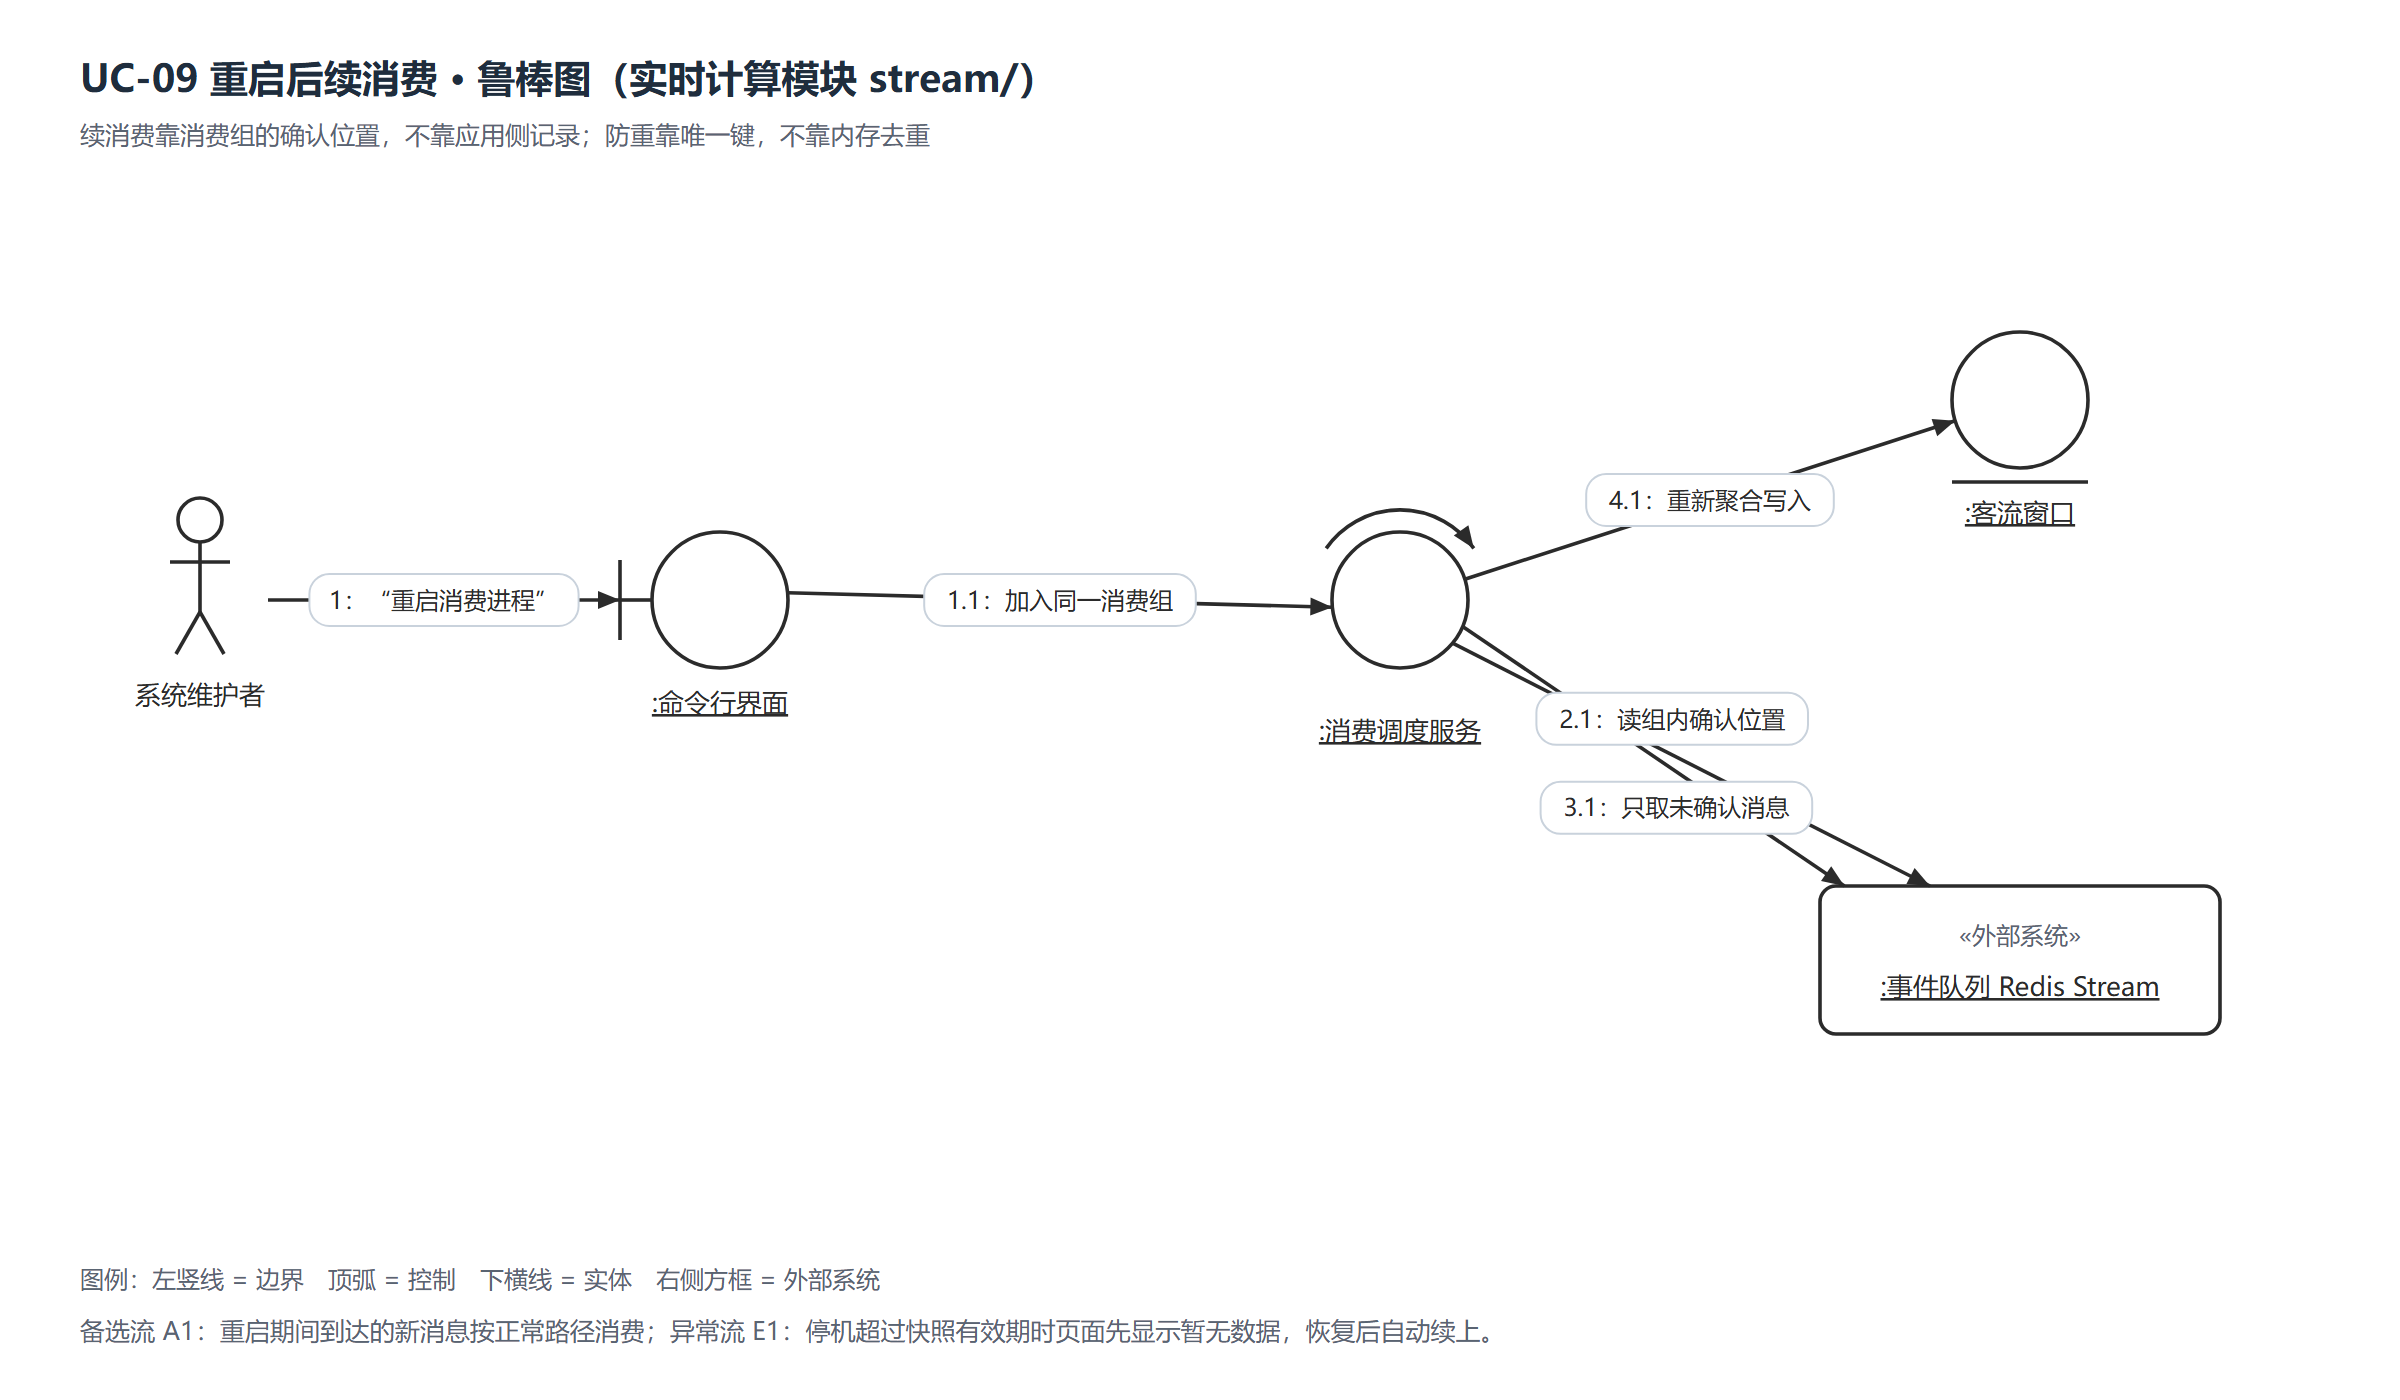 UC-09 重启后续消费 · 鲁棒图（实时计算模块 stream/）
续消费靠消费组的确认位置，不靠应用侧记录；防重靠唯一键，不靠内存去重
:客流窗口
4.1：重新聚合写入
1：“重启消费进程”
1.1：加入同一消费组
系统维护者
:命令行界面
:消费调度服务
2.1：读组内确认位置
3.1：只取未确认消息
«外部系统»
:事件队列 Redis Stream
图例：左竖线 = 边界 顶弧 = 控制 下横线 = 实体 右侧方框 = 外部系统
备选流 A1：重启期间到达的新消息按正常路径消费；异常流 E1：停机超过快照有效期时页面先显示暂无数据，恢复后自动续上。